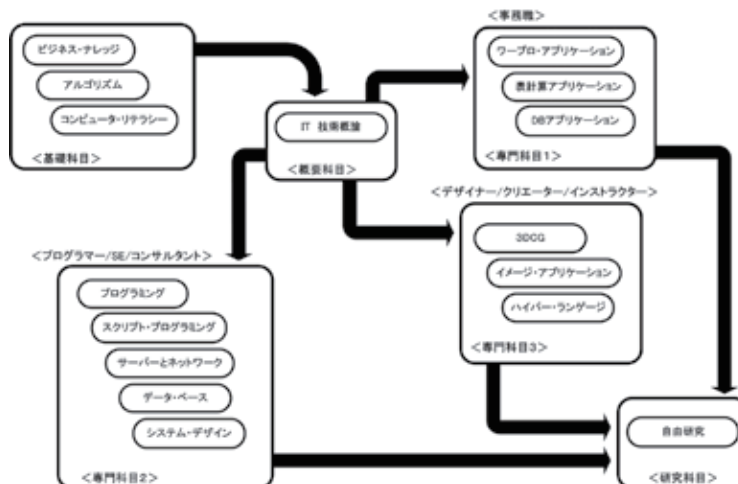 ビジネス・ナレッジ
アルゴリズム
コンピュータ・リテラシー
＜基礎科目＞
IT 技術概論
＜概要科目＞
＜事務職＞
ワープロ・アプリケーション
表計算アプリケーション
DBアプリケーション
＜専門科目1＞
＜デザイナー/クリエーター/インストラクター＞
3DCG
イメージ・アプリケーション
ハイパー・ランゲージ
＜専門科目3＞
＜プログラマー/SE/コンサルタント＞
プログラミング
スクリプト・プログラミング
サーバーとネットワーク
データ・ベース
システム・デザイン
＜専門科目2＞
自由研究
＜研究科目＞